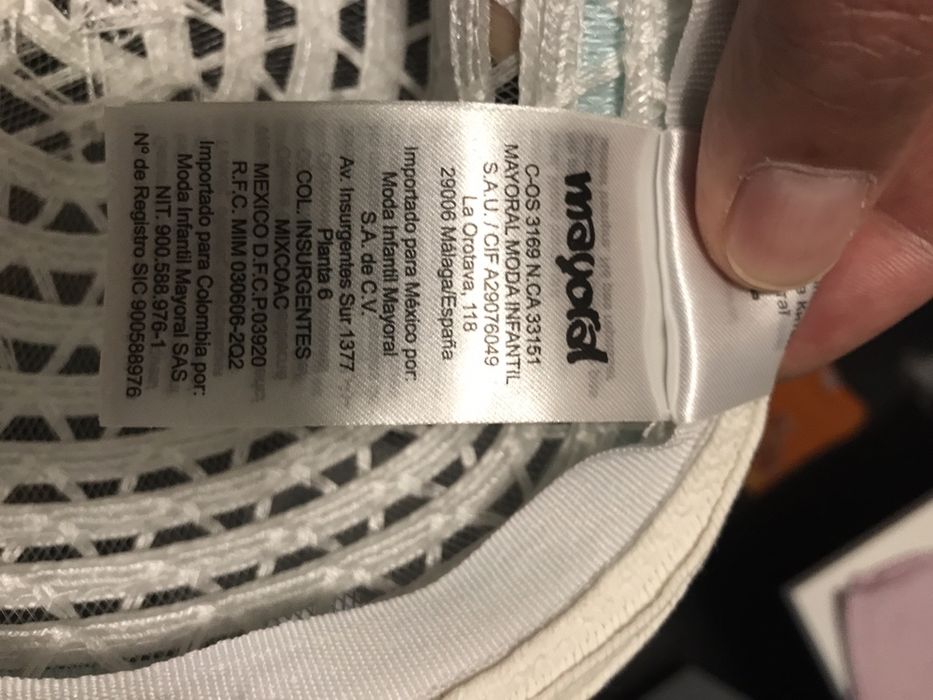 mayoral
C-OS 3169 N.CA 33151
MAYORAL MODA INFANTIL
S.A.U. / CIF A29076049
La Orotava, 118
29006 Málaga/España
Importado para México por:
Moda Infantil Mayoral
S.A. de C.V.
Av. Insurgentes Sur 1377
Planta 6
COL. INSURGENTES
MIXCOAC
MEXICO D.F.C.P.03920
R.F.C. MIM 030606-2Q2
Importado para Colombia por:
Moda Infantil Mayoral SAS
NIT. 900.588.976-1
Nº de Registro SIC 900588976